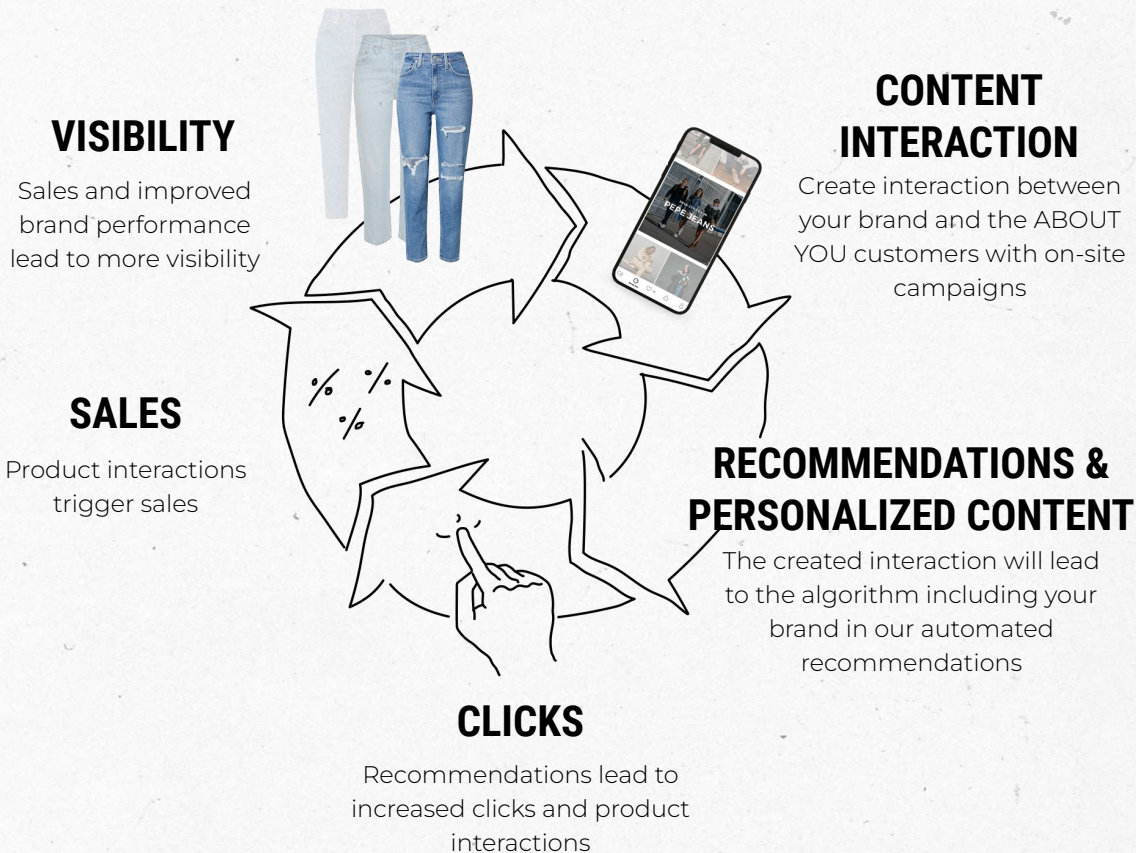 VISIBILITY
Sales and improved
brand performance
lead to more visibility
CONTENT
INTERACTION
Create interaction between
your brand and the ABOUT
YOU customers with on-site
campaigns
PEPE JEANS
SALES
Product interactions
trigger sales
RECOMMENDATIONS &
PERSONALIZED CONTENT
The created interaction will lead
to the algorithm including your
brand in our automated
recommendations
CLICKS
Recommendations lead to
increased clicks and product
interactions